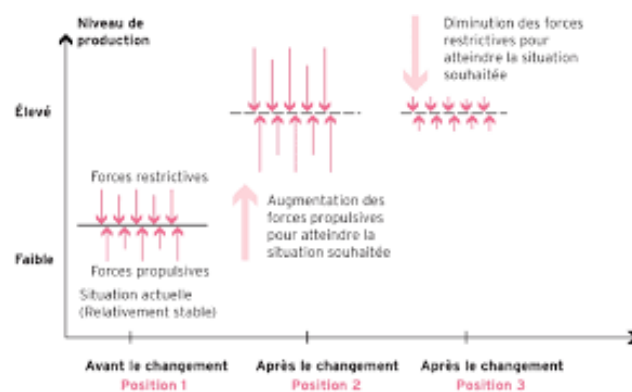 Niveau de
production
Élevé
Faible
Forces restrictives
Forces propulsives
Situation actuelle
(Relativement stable)
Augmentation des
forces propulsives
pour atteindre la
situation souhaitée
Diminution des forces
restrictives pour
atteindre la situation
souhaitée
Avant le changement
Position 1
Après le changement
Position 2
Après le changement
Position 3